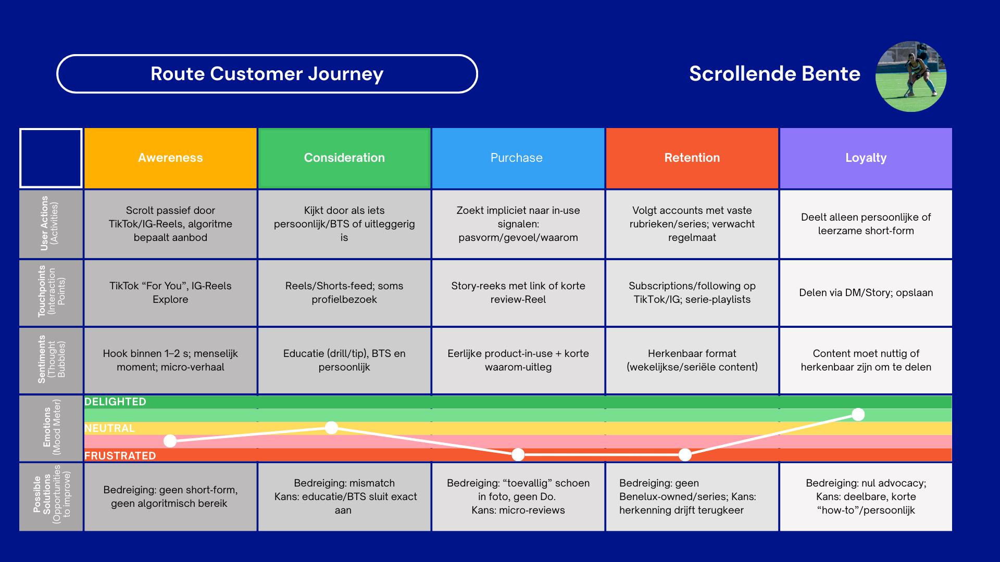 Route Customer Journey
Scrollende Bente
Awereness
Consideration
Purchase
Retention
Loyalty
User Actions
(Activities)
Scrolt passief door
TikTok/IG-Reels, algoritme
bepaalt aanbod
Kijkt door als iets
persoonlijk/BTS of uitleggerig
is
Zoekt impliciet naar in-use
signalen:
pasvorm/gevoel/waarom
Volgt accounts met vaste
rubrieken/series; verwacht
regelmaat
Deelt alleen persoonlijke of
leerzame short-form
Touchpoints
(Interaction
Points)
TikTok “For You”, IG-Reels
Explore
Reels/Shorts-feed; soms
profielbezoek
Story-reeks met link of korte
review-Reel
Subscriptions/following op
TikTok/IG; serie-playlists
Delen via DM/Story; opslaan
Sentiments
(Thought
Bubbles)
Hook binnen 1–2 s; menselijk
moment; micro-verhaal
Educatie (drill/tip), BTS en
persoonlijk
Eerlijke product-in-use + korte
waarom-uitleg
Herkenbaar format
(wekelijkse/seriële content)
Content moet nuttig of
herkenbaar zijn om te delen
Emotions
(Mood Meter)
DELIGHTED
NEUTRAL
FRUSTRATED
Possible
Solutions
(Opportunities
to improve)
Bedreiging: geen short-form,
geen algoritmisch bereik
Bedreiging: mismatch
Kans: educatie/BTS sluit exact
aan
Bedreiging: “toevallig” schoen
in foto, geen Do.
Kans: micro-reviews
Bedreiging: geen
Benelux-owned/series; Kans:
herkenning drijft terugkeer
Bedreiging: nul advocacy;
Kans: deelbare, korte
“how-to”/persoonlijk